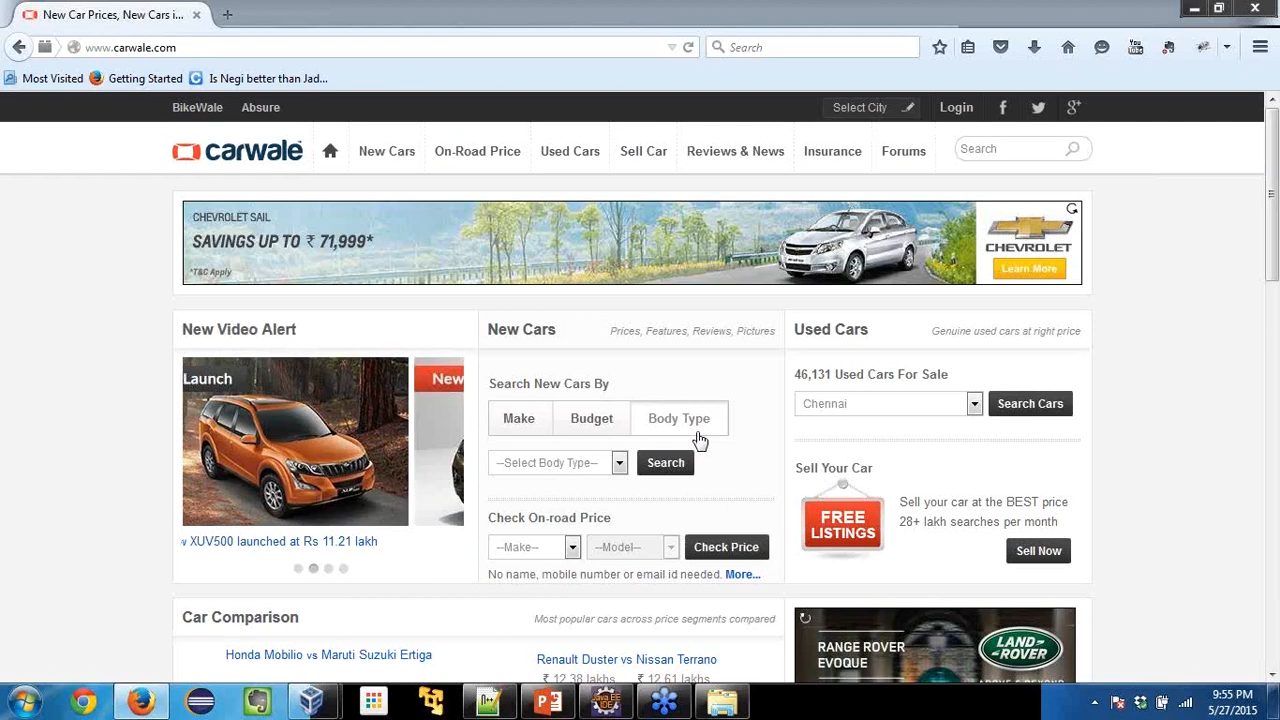 New Car Prices, New Cars i...
www.carwale.com
Search
Most Visited
Getting Started
Is Negi better than Jad...
BikeWale
Absure
Select City
Login
carwale
New Cars
On-Road Price
Used Cars
Sell Car
Reviews & News
Insurance
Forums
Search
CHEVROLET SAIL
SAVINGS UP TO ₹ 71,999*
*T&C Apply
CHEVROLET
Learn More
New Video Alert
Launch
New
XUV500 launched at Rs 11.21 lakh
New Cars
Prices, Features, Reviews, Pictures
Search New Cars By
Make
Budget
Body Type
--Select Body Type--
Search
Check On-road Price
--Make--
--Model--
Check Price
No name, mobile number or email id needed. More...
Used Cars
Genuine used cars at right price
46,131 Used Cars For Sale
Chennai
Search Cars
Sell Your Car
FREE
LISTINGS
Sell your car at the BEST price
28+ lakh searches per month
Sell Now
Car Comparison
Most popular cars across price segments compared
Honda Mobilio vs Maruti Suzuki Ertiga
Renault Duster vs Nissan Terrano
₹ 12.38 lakhs
₹ 12.61 lakhs
RANGE ROVER
EVOQUE
LAND-
ROVER
9:55 PM
5/27/2015